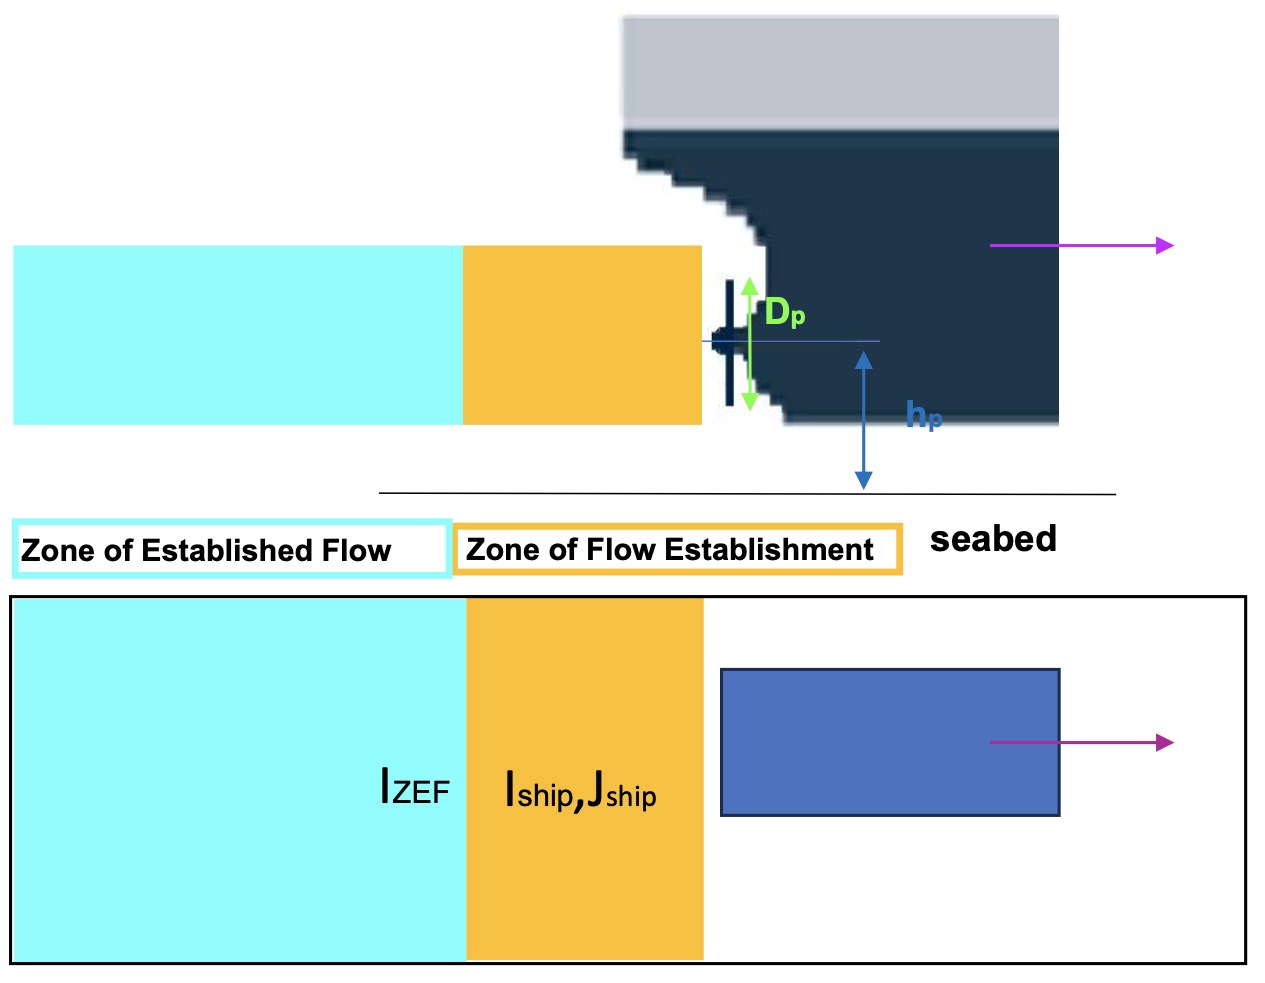 Dp
hp
seabed
Zone of Established Flow
Zone of Flow Establishment
IZEF
Iship,Jship